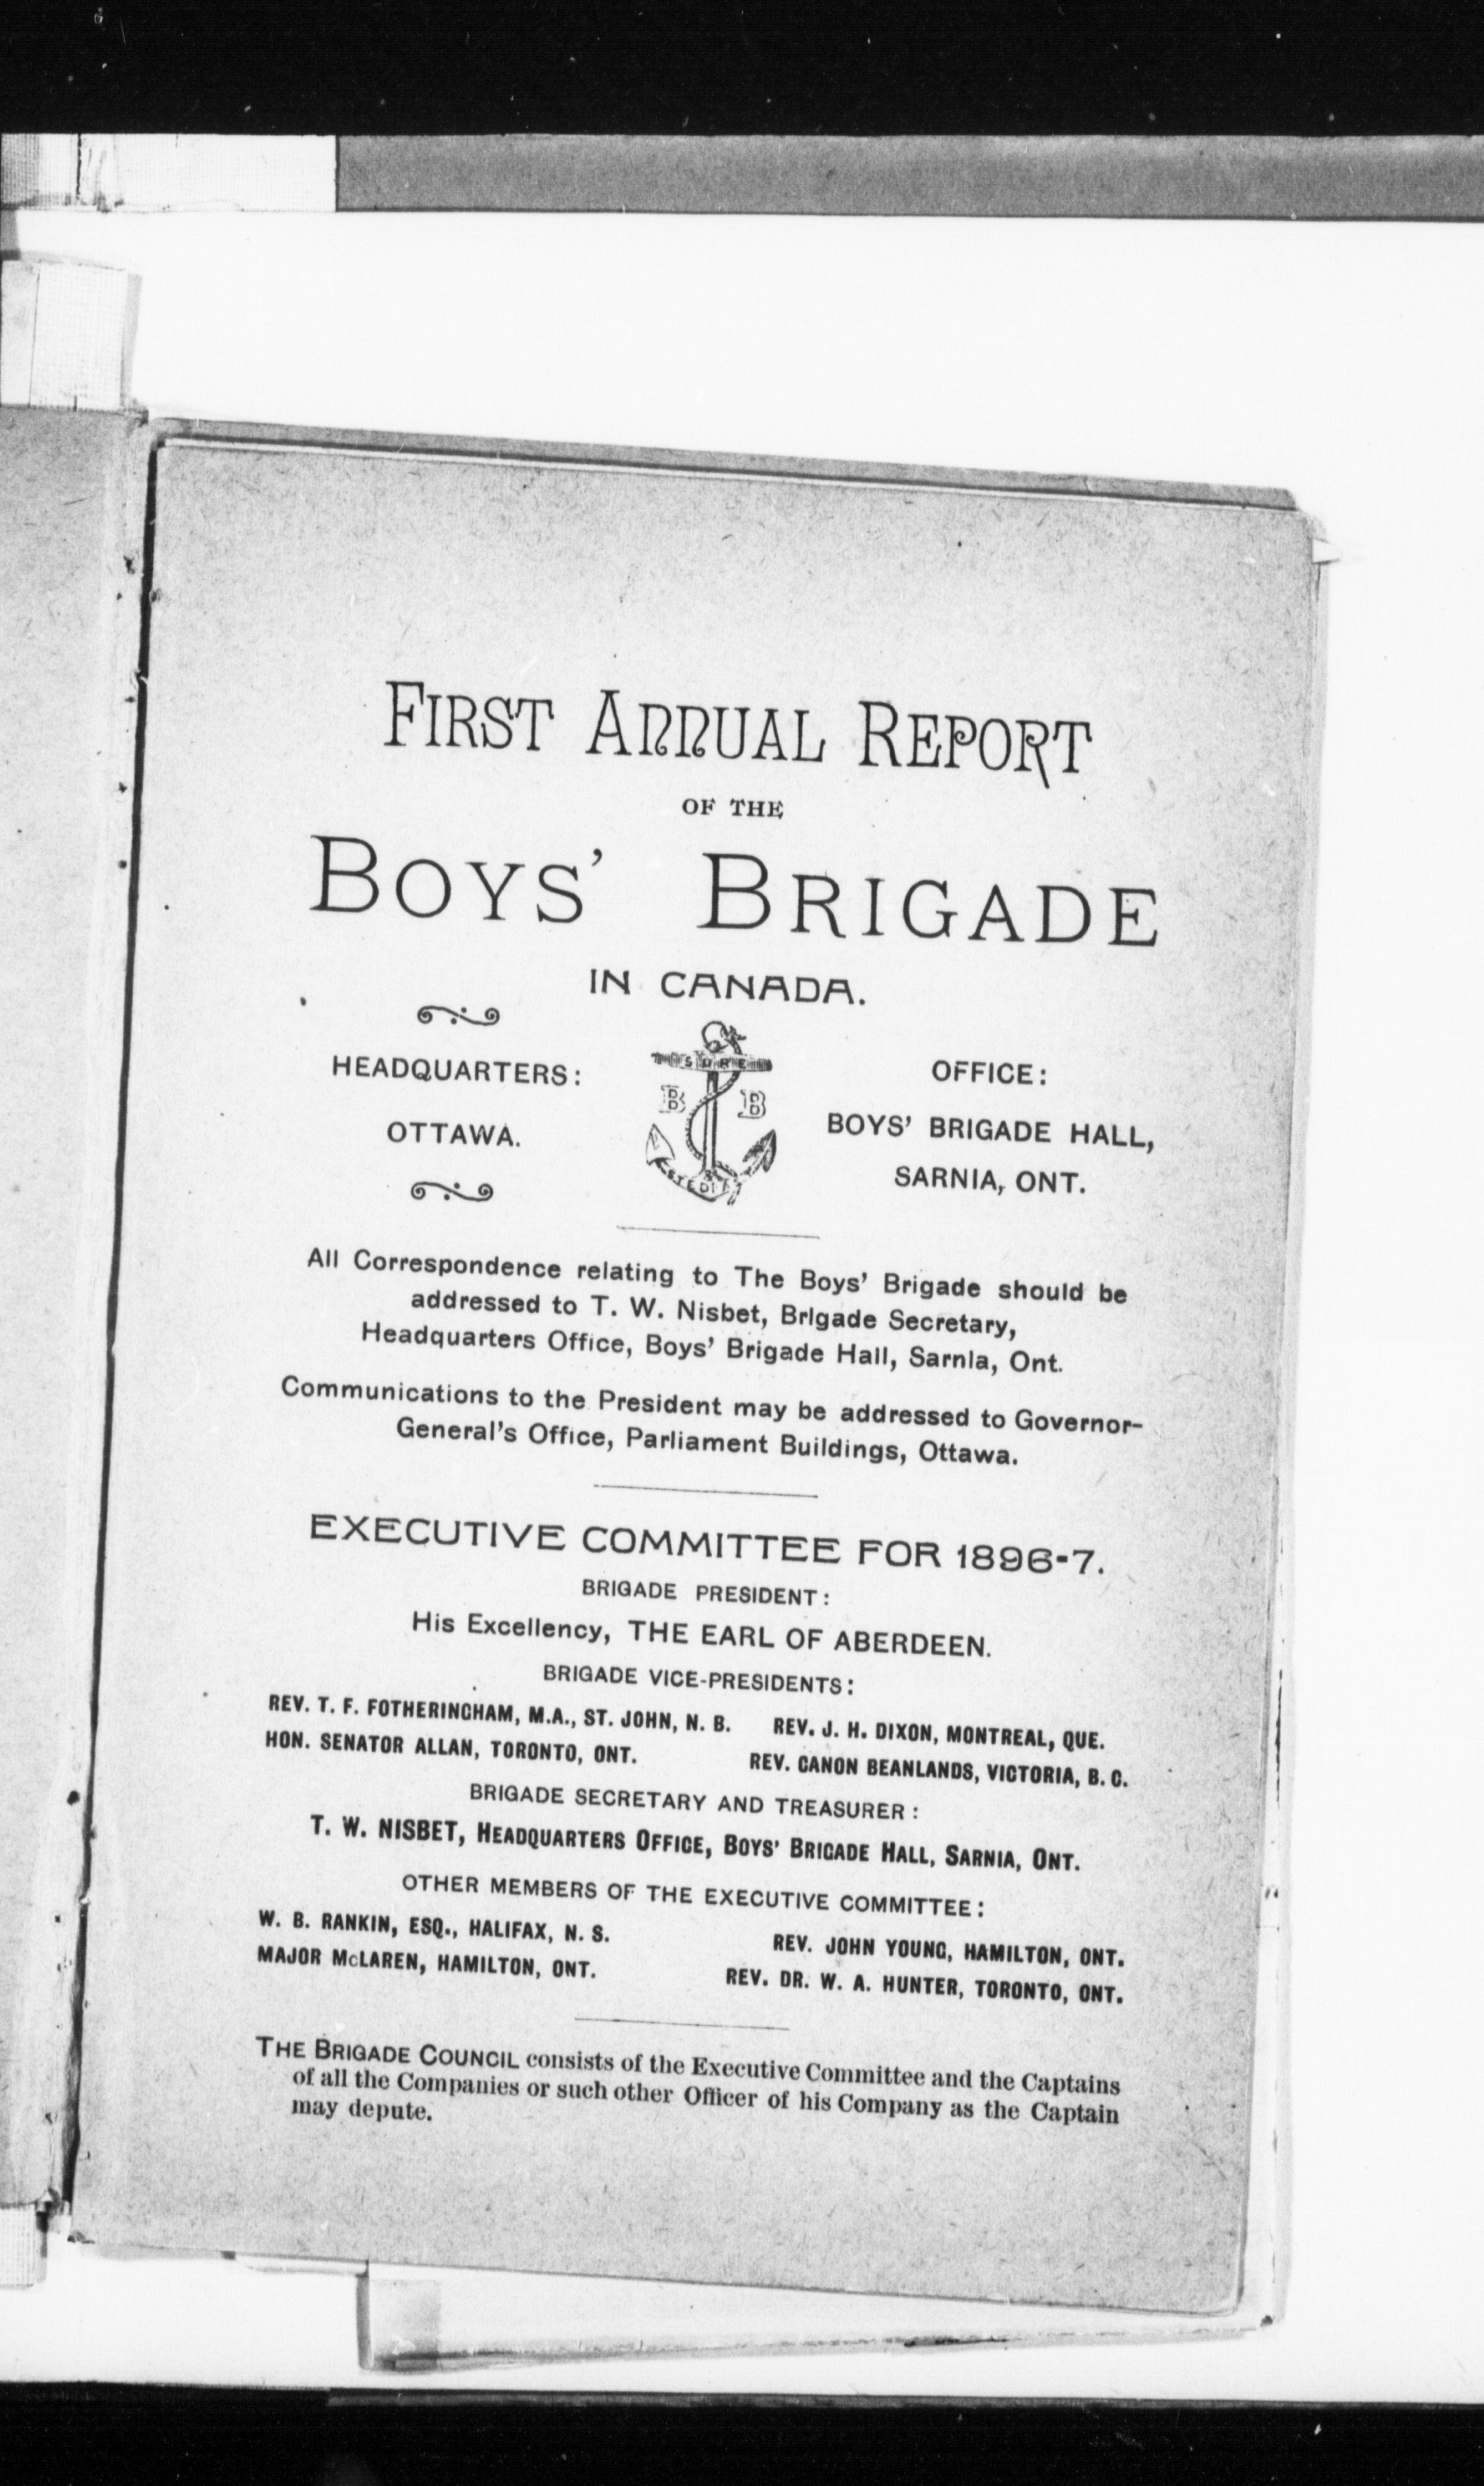 FIRST ANNUAL REPORT
OF THE
BOYS' BRIGADE
IN CANADA.
HEADQUARTERS:
OTTAWA.
SURE
B B
STEDFAST
OFFICE:
BOYS' BRIGADE HALL,
SARNIA, ONT.
All Correspondence relating to The Boys' Brigade should be
addressed to T. W. Nisbet, Brigade Secretary,
Headquarters Office, Boys' Brigade Hall, Sarnia, Ont.
Communications to the President may be addressed to Governor-
General's Office, Parliament Buildings, Ottawa.
EXECUTIVE COMMITTEE FOR 1896-7.
BRIGADE PRESIDENT:
His Excellency, THE EARL OF ABERDEEN.
BRIGADE VICE-PRESIDENTS:
REV. T. F. FOTHERINGHAM, M.A., ST. JOHN, N. B. REV. J. H. DIXON, MONTREAL, QUE.
HON. SENATOR ALLAN, TORONTO, ONT. REV. CANON BEANLANDS, VICTORIA, B. C.
BRIGADE SECRETARY AND TREASURER:
T. W. NISBET, HEADQUARTERS OFFICE, BOYS' BRIGADE HALL, SARNIA, ONT.
OTHER MEMBERS OF THE EXECUTIVE COMMITTEE:
W. B. RANKIN, ESQ., HALIFAX, N. S. REV. JOHN YOUNG, HAMILTON, ONT.
MAJOR McLAREN, HAMILTON, ONT. REV. DR. W. A. HUNTER, TORONTO, ONT.
THE BRIGADE COUNCIL consists of the Executive Committee and the Captains
of all the Companies or such other Officer of his Company as the Captain
may depute.